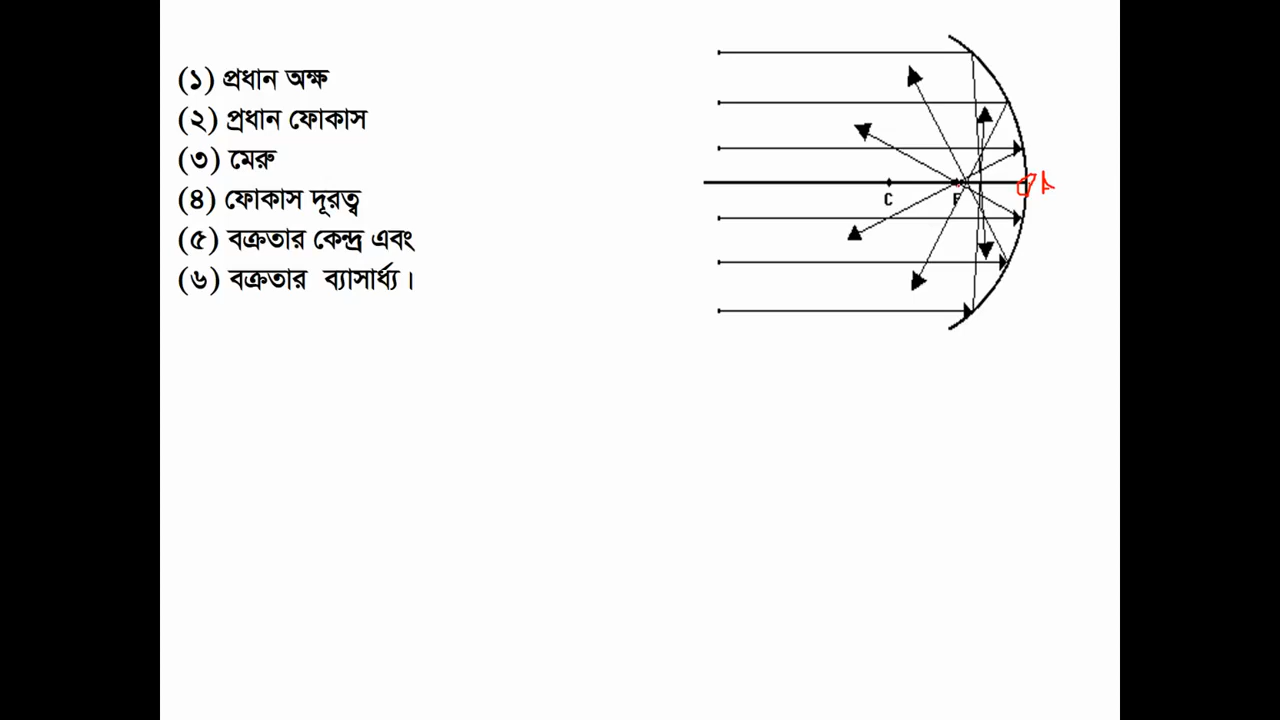 (১) প্রধান অক্ষ
(২) প্রধান ফোকাস
(৩) মেরু
(৪) ফোকাস দূরত্ব
(৫) বক্রতার কেন্দ্র এবং
(৬) বক্রতার ব্যাসার্ধ্য।
C
F